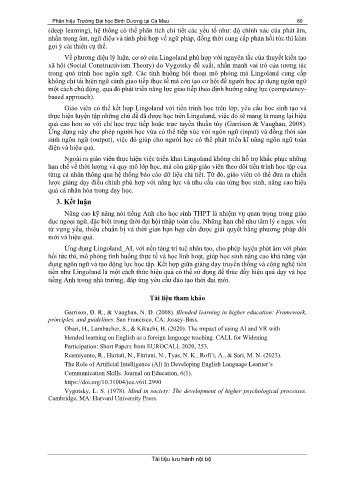 Phân hiệu Trường Đại học Bình Dương tại Cà Mau 80
(deep learning), hệ thống có thể phân tích chi tiết các yếu tố như: độ chính xác của phát âm,
nhấn trọng âm, ngữ điệu và tính phù hợp về ngữ pháp, đồng thời cung cấp phản hồi tức thì kèm
gợi ý cải thiện cụ thể.
Về phương diện lý luận, cơ sở của Lingoland phù hợp với nguyên tắc của thuyết kiến tạo
xã hội (Social Constructivism Theory) do Vygotsky đề xuất, nhấn mạnh vai trò của tương tác
trong quá trình học ngôn ngữ. Các tình huống hội thoại mô phỏng mà Lingoland cung cấp
không chỉ tái hiện ngữ cảnh giao tiếp thực tế mà còn tạo cơ hội để người học áp dụng ngôn ngữ
một cách chủ động, qua đó phát triển năng lực giao tiếp theo định hướng năng lực (competency-
based approach).
Giáo viên có thể kết hợp Lingoland với tiến trình học trên lớp, yêu cầu học sinh tạo và
thực hiện luyện tập những chủ đề đã được học trên Lingoland, việc đó sẽ mang lại hiệu
quả cao hơn so với chỉ học trực tiếp hoặc trực tuyến thuần túy (Garrison & Vaughan, 2008).
Ứng dụng này cho phép người học vừa có thể tiếp xúc với ngôn ngữ (input) và đồng thời sản
sinh ngôn ngữ (output), việc đó giúp cho người học có thể phát triển kĩ năng ngôn ngữ toàn
diện và hiệu quả.
Ngoài ra giáo viên thực hiện việc triển khai Lingoland không chỉ hỗ trợ khắc phục những
hạn chế về thời lượng và quy mô lớp học, mà còn giúp giáo viên theo dõi tiến trình học tập của
từng cá nhân thông qua hệ thống báo cáo dữ liệu chi tiết. Từ đó, giáo viên có thể đưa ra chiến
lược giảng dạy điều chỉnh phù hợp với năng lực và nhu cầu của từng học sinh, nâng cao hiệu
quả cá nhân hóa trong dạy học.
3. Kết luận
Nâng cao kỹ năng nói tiếng Anh cho học sinh THPT là nhiệm vụ quan trọng trong giáo
dục ngoại ngữ, đặc biệt trong thời đại hội nhập toàn cầu. Những hạn chế như tâm lý e ngại, vốn
từ vựng yếu, thiếu chuẩn bị và thời gian hạn hẹp cần được giải quyết bằng phương pháp đổi
mới và hiệu quả.
Ứng dụng Lingoland_AI, với nền tảng trí tuệ nhân tạo, cho phép luyện phát âm với phản
hồi tức thì, mô phỏng tình huống thực tế và học linh hoạt, giúp học sinh nâng cao khả năng vận
dụng ngôn ngữ và tạo động lực học tập. Kết hợp giữa giảng dạy truyền thống và công nghệ tiên
tiến như Lingoland là một cách thức hiệu quả có thể sử dụng để thúc đẩy hiệu quả dạy và học
tiếng Anh trong nhà trường, đáp ứng yêu cầu đào tạo thời đại mới.
Tài liệu tham khảo
Garrison, D. R., & Vaughan, N. D. (2008). Blended learning in higher education: Framework,
principles, and guidelines. San Francisco, CA: Jossey-Bass.
Obari, H., Lambacher, S., & Kikuchi, H. (2020). The impact of using AI and VR with
blended learning on English as a foreign language teaching. CALL for Widening
Participation: Short Papers from EUROCALL 2020, 253.
Rusmiyanto, R., Huriati, N., Fitriani, N., Tyas, N. K., Rofi'i, A., & Sari, M. N. (2023).
The Role of Artificial Intelligence (AI) In Developing English Language Learner's
Communication Skills. Journal on Education, 6(1).
https://doi.org/10.31004/joe.v6i1.2990
Vygotsky, L. S. (1978). Mind in society: The development of higher psychological processes.
Cambridge, MA: Harvard University Press.
Tài liệu lưu hành nội bộ